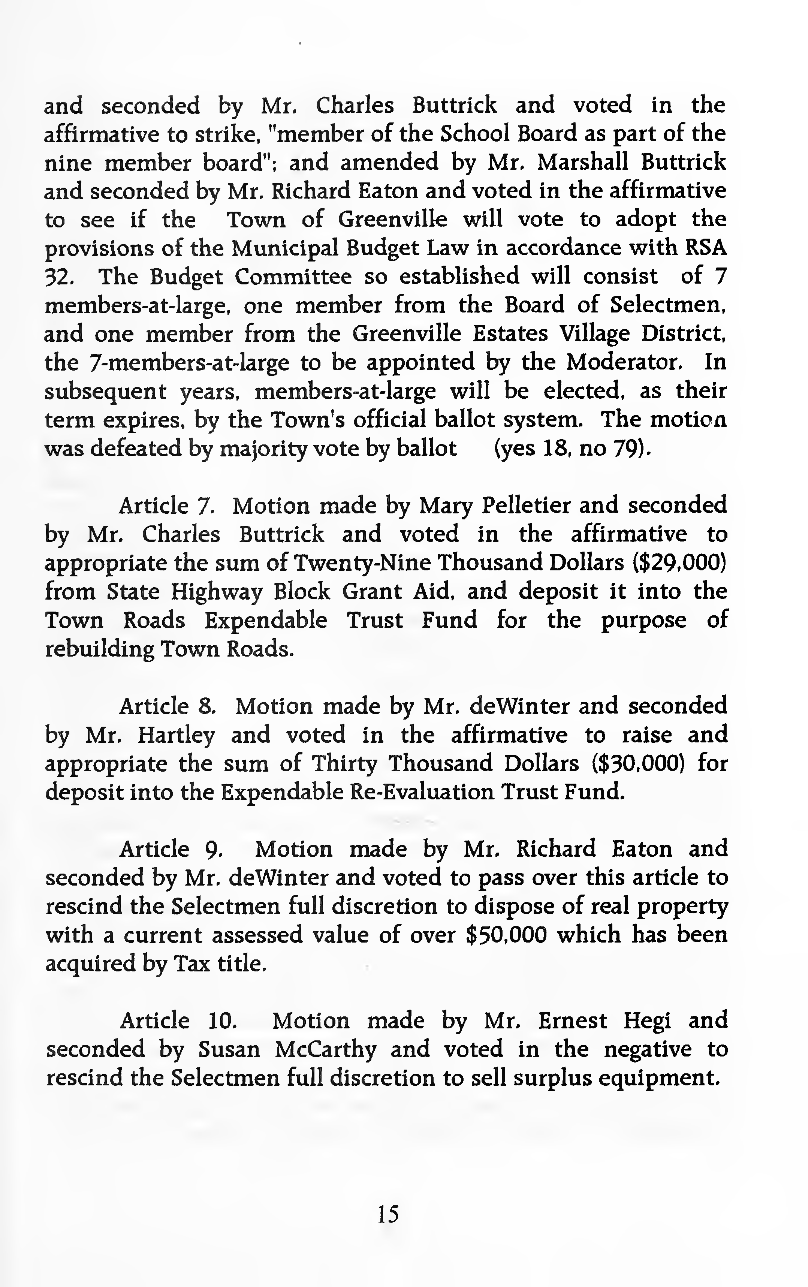 and seconded by Mr. Charles Buttrick and voted in the
affirmative to strike, "member of the School Board as part of the
nine member board"; and amended by Mr. Marshall Buttrick
and seconded by Mr. Richard Eaton and voted in the affirmative
to see if the Town of Greenville will vote to adopt the
provisions of the Municipal Budget Law in accordance with RSA
32. The Budget Committee so established will consist of 7
members-at-large, one member from the Board of Selectmen,
and one member from the Greenville Estates Village District,
the 7-members-at-large to be appointed by the Moderator. In
subsequent years, members-at-large will be elected, as their
term expires, by the Town's official ballot system. The motion
was defeated by majority vote by ballot (yes 18, no 79).
Article 7. Motion made by Mary Pelletier and seconded
by Mr. Charles Buttrick and voted in the affirmative to
appropriate the sum of Twenty-Nine Thousand Dollars ($29,000)
from State Highway Block Grant Aid, and deposit it into the
Town Roads Expendable Trust Fund for the purpose of
rebuilding Town Roads.
Article 8. Motion made by Mr. deWinter and seconded
by Mr. Hartley and voted in the affirmative to raise and
appropriate the sum of Thirty Thousand Dollars ($30,000) for
deposit into the Expendable Re-Evaluation Trust Fund.
Article 9. Motion made by Mr. Richard Eaton and
seconded by Mr. deWinter and voted to pass over this article to
rescind the Selectmen full discretion to dispose of real property
with a current assessed value of over $50,000 which has been
acquired by Tax title.
Article 10. Motion made by Mr. Ernest Hegi and
seconded by Susan McCarthy and voted in the negative to
rescind the Selectmen full discretion to sell surplus equipment.
15